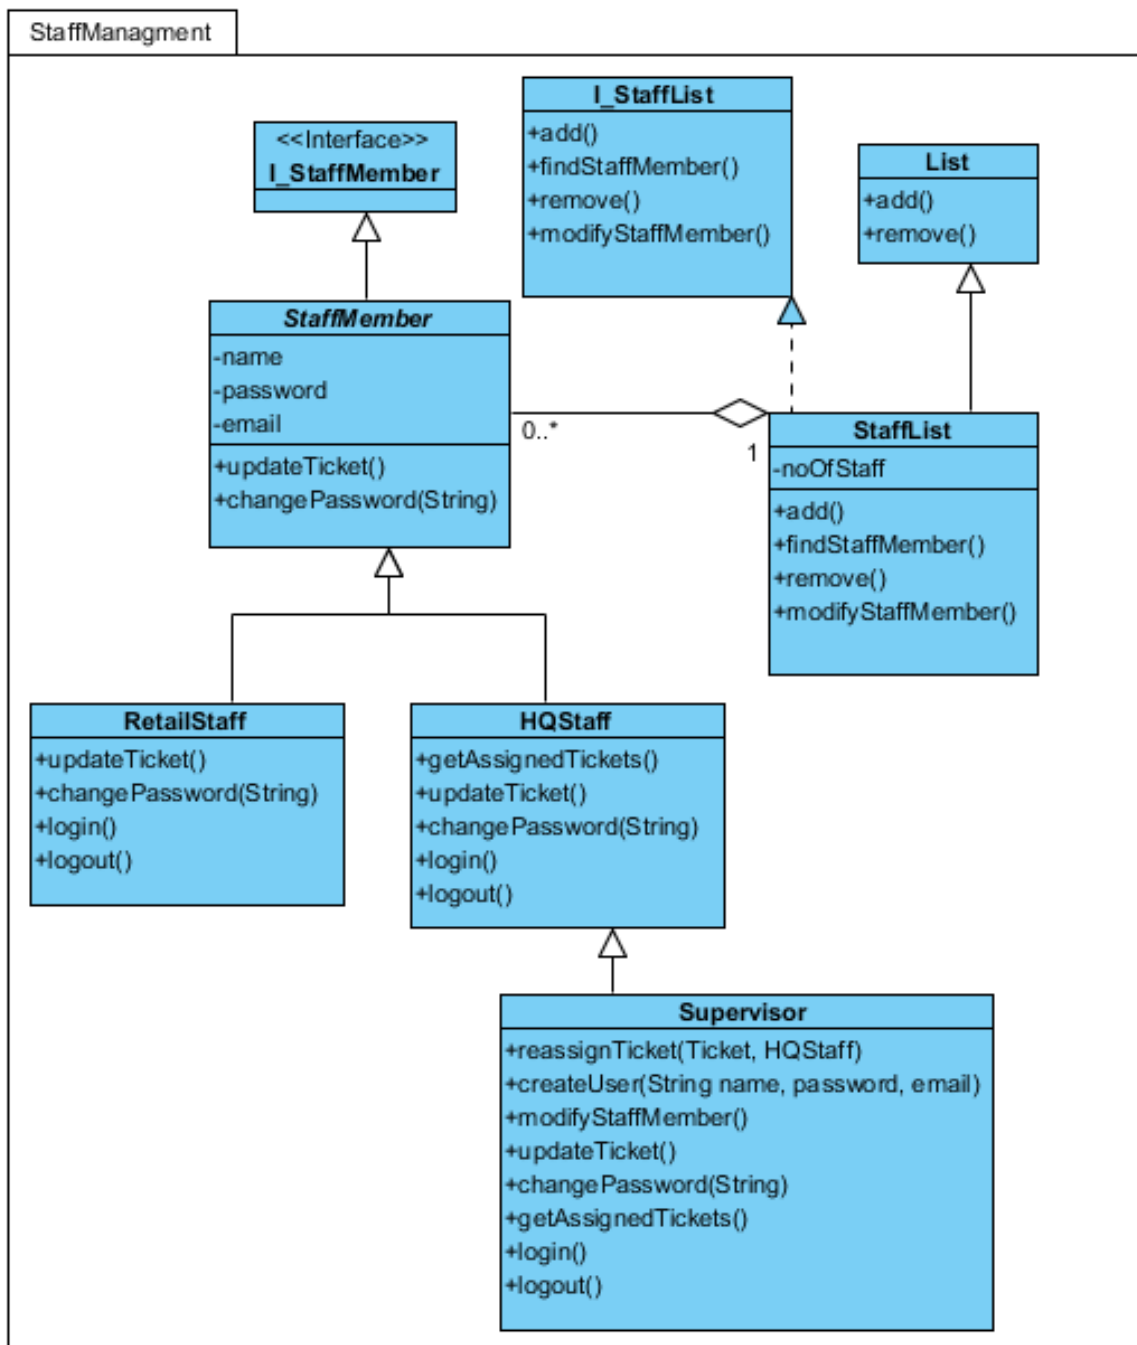 StaffManagment
I_StaffList
+add()
+findStaffMember()
+remove()
+modifyStaffMember()
<<Interface>>
I_StaffMember
List
+add()
+remove()
StaffMember
-name
-password
-email
+updateTicket()
+changePassword(String)
0..*
1
StaffList
-noOfStaff
+add()
+findStaffMember()
+remove()
+modifyStaffMember()
RetailStaff
+updateTicket()
+changePassword(String)
+login()
+logout()
HQStaff
+getAssignedTickets()
+updateTicket()
+changePassword(String)
+login()
+logout()
Supervisor
+reassignTicket(Ticket, HQStaff)
+createUser(String name, password, email)
+modifyStaffMember()
+updateTicket()
+changePassword(String)
+getAssignedTickets()
+login()
+logout()